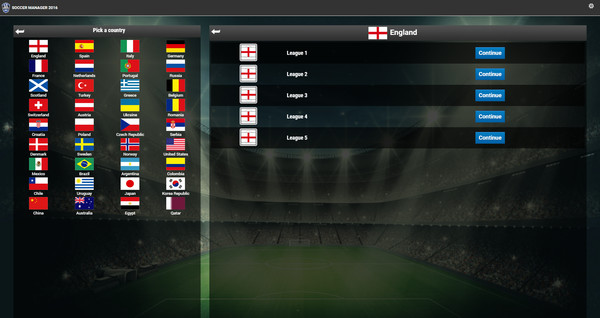 SOCCER MANAGER 2016
Pick a country
England Spain Italy Germany
France Netherlands Portugal Russia
Scotland Turkey Greece Belgium
Switzerland Austria Ukraine Romania
Croatia Poland Czech Republic Serbia
Denmark Sweden Norway United States
Mexico Brazil Argentina Colombia
Chile Uruguay Japan Korea Republic
China Australia Egypt Qatar
England
League 1 Continue
League 2 Continue
League 3 Continue
League 4 Continue
League 5 Continue